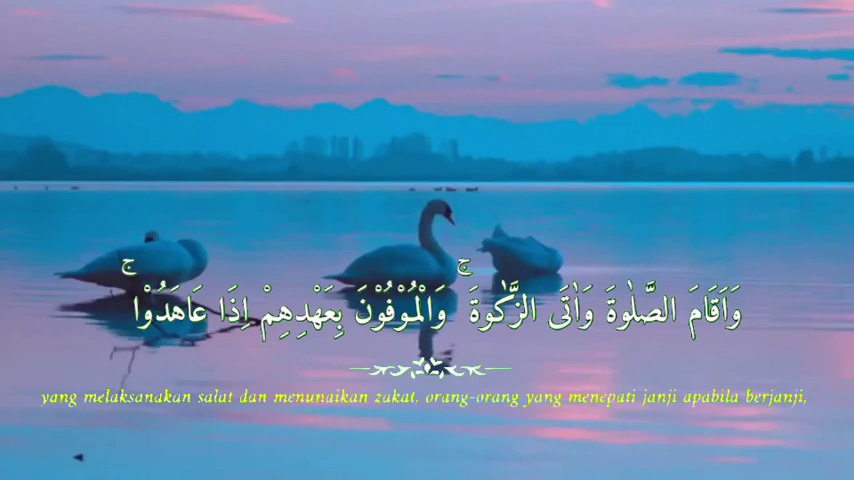 وَاَقَامَ الصَّلٰوةَ وَاٰتَى الزَّكٰوةَ ۚ وَالْمُوْفُوْنَ بِعَهْدِهِمْ اِذَا عَاهَدُوْا ۚ
yang melaksanakan salat dan menunaikan zakat, orang-orang yang menepati janji apabila berjanji,